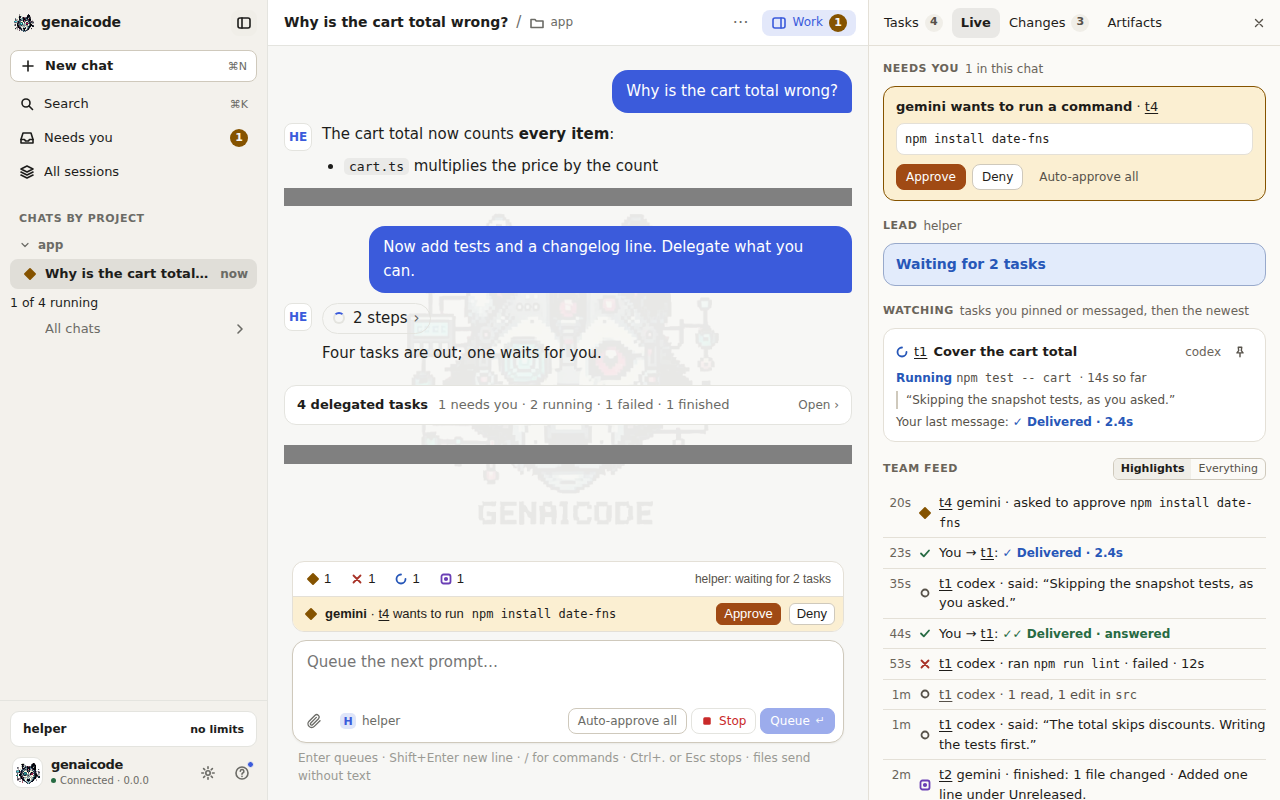 genaicode
New chat ⌘N
Search ⌘K
Needs you 1
All sessions
CHATS BY PROJECT
app
Why is the cart total... now
1 of 4 running
All chats
helper no limits
genaicode
Connected · 0.0.0
Why is the cart total wrong? / app
··· Work 1
Why is the cart total wrong?
HE The cart total now counts every item:
• cart.ts multiplies the price by the count
Now add tests and a changelog line. Delegate what you
can.
HE 2 steps ›
Four tasks are out; one waits for you.
4 delegated tasks 1 needs you · 2 running · 1 failed · 1 finished Open ›
GENAICODE
1 1 1 1 helper: waiting for 2 tasks
gemini · t4 wants to run npm install date-fns Approve Deny
Queue the next prompt…
H helper Auto-approve all Stop Queue ↵
Enter queues · Shift+Enter new line · / for commands · Ctrl+. or Esc stops · files send
without text
Tasks 4 Live Changes 3 Artifacts
NEEDS YOU 1 in this chat
gemini wants to run a command · t4
npm install date-fns
Approve Deny Auto-approve all
LEAD helper
Waiting for 2 tasks
WATCHING tasks you pinned or messaged, then the newest
t1 Cover the cart total codex
Running npm test -- cart · 14s so far
“Skipping the snapshot tests, as you asked.”
Your last message: ✓ Delivered · 2.4s
TEAM FEED Highlights Everything
20s t4 gemini · asked to approve npm install date-
fns
23s You → t1: ✓ Delivered · 2.4s
35s t1 codex · said: “Skipping the snapshot tests, as
you asked.”
44s You → t1: ✓✓ Delivered · answered
53s t1 codex · ran npm run lint · failed · 12s
1m t1 codex · 1 read, 1 edit in src
1m t1 codex · said: “The total skips discounts. Writing
the tests first.”
2m t2 gemini · finished: 1 file changed · Added one
line under Unreleased.